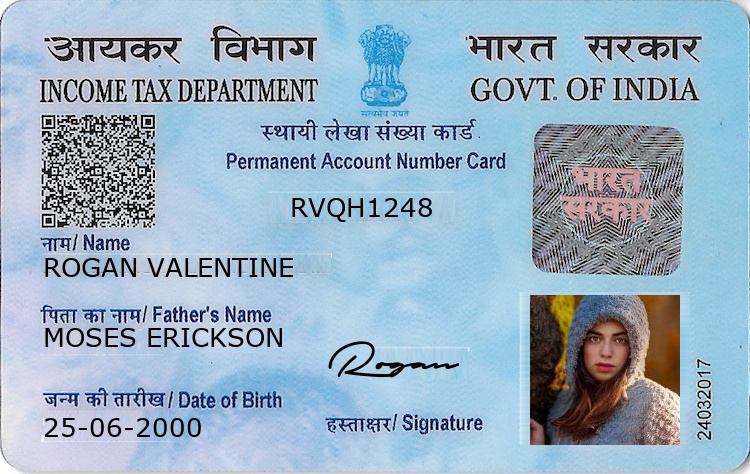 आयकर विभाग
भारत सरकार
INCOME TAX DEPARTMENT
GOVT. OF INDIA
सत्यमेव जयते
स्थायी लेखा संख्या कार्ड
Permanent Account Number Card
RVQH1248
भारत
सरकार
नाम/ Name
ROGAN VALENTINE
पिता का नाम/ Father's Name
MOSES ERICKSON
Rogan
जन्म की तारीख / Date of Birth
25-06-2000
हस्ताक्षर/ Signature
24032017